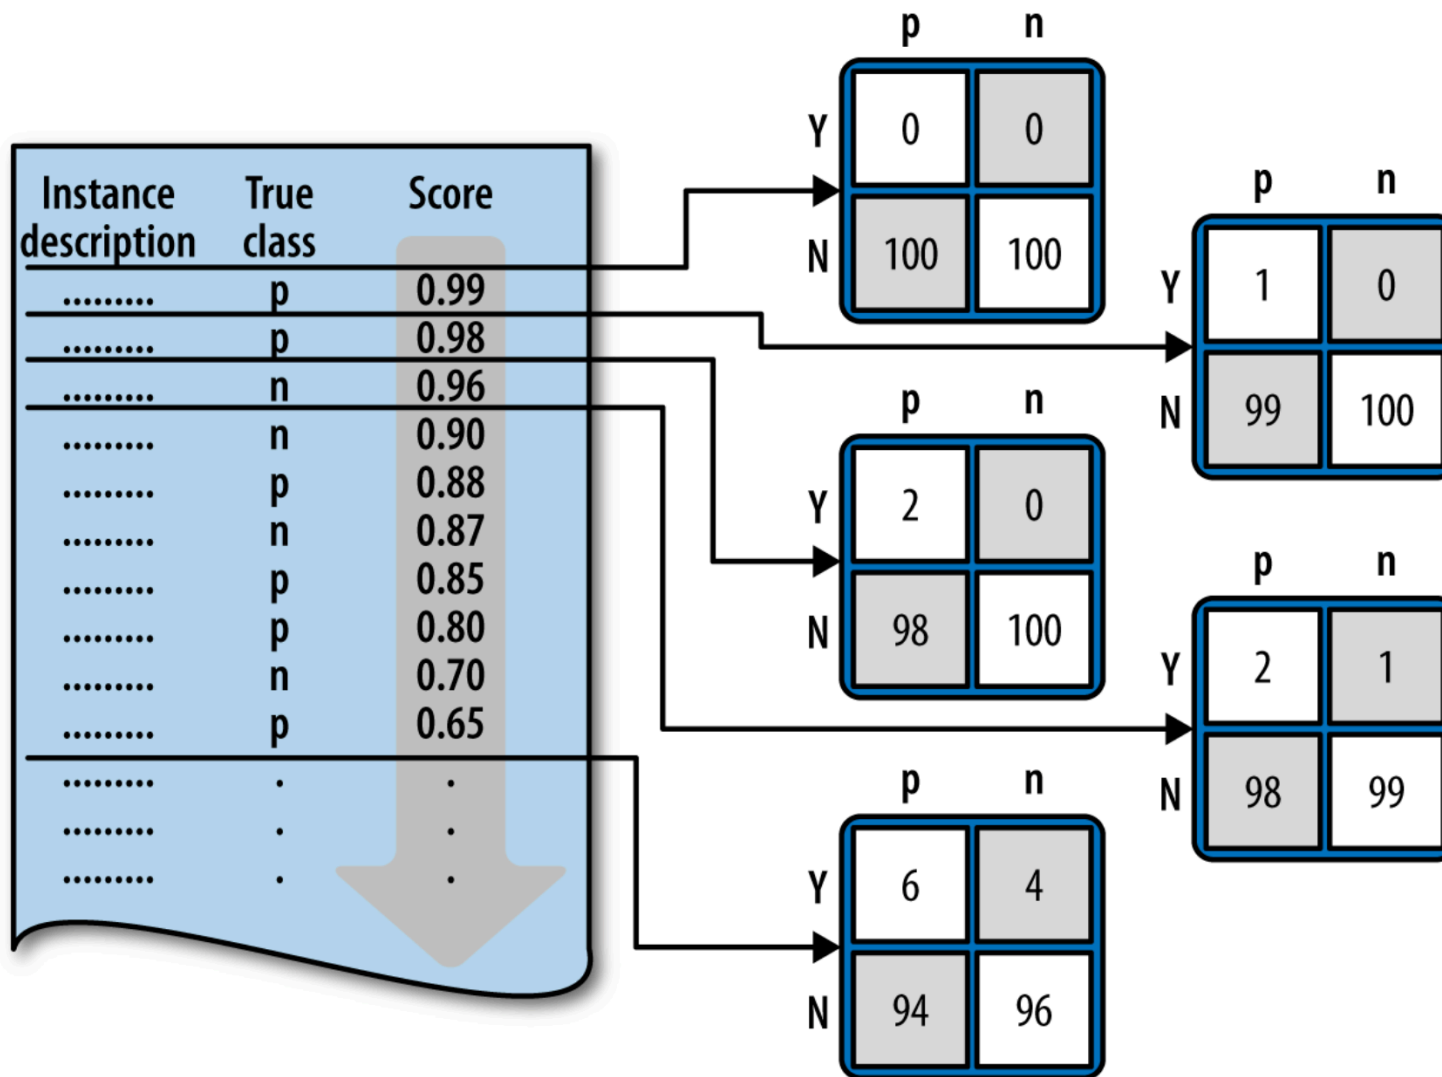 Instance True Score
description class
......... p 0.99
......... p 0.98
......... n 0.96
......... n 0.90
......... p 0.88
......... n 0.87
......... p 0.85
......... p 0.80
......... n 0.70
......... p 0.65
......... . .
......... . .
......... . .
p n
Y 0 0
N 100 100
p n
Y 1 0
N 99 100
p n
Y 2 0
N 98 100
p n
Y 2 1
N 98 99
p n
Y 6 4
N 94 96